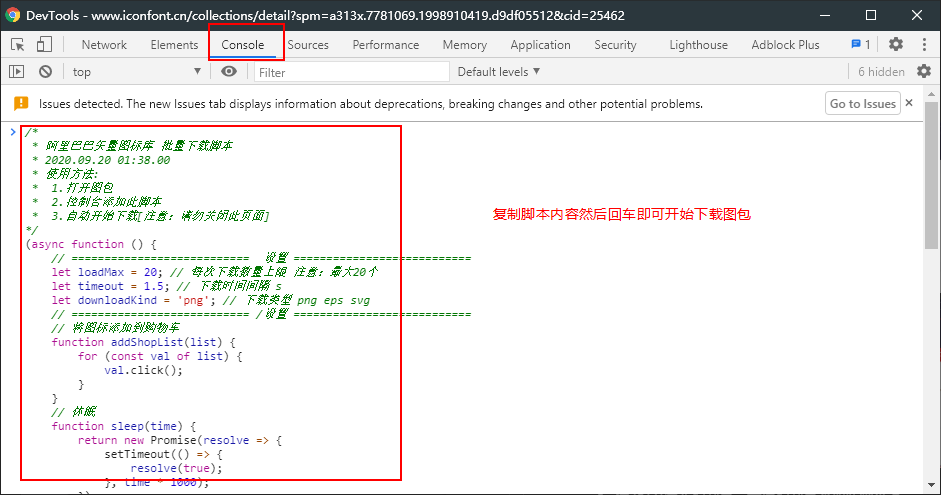 DevTools - www.iconfont.cn/collections/detail?spm=a313x.7781069.1998910419.d9df05512&cid=25462
Network Elements Console Sources Performance Memory Application Security Lighthouse Adblock Plus 1
top Filter Default levels 6 hidden
Issues detected. The new Issues tab displays information about deprecations, breaking changes and other potential problems. Go to Issues
/*
* 阿里巴巴矢量图标库 批量下载脚本
* 2020.09.20 01:38.00
* 使用方法:
* 1.打开图包
* 2.控制台添加此脚本
* 3.自动开始下载[注意：请勿关闭此页面]
*/
(async function () {
// =========================== 设置 ===========================
let loadMax = 20; // 每次下载数量上限 注意：最大20个
let timeout = 1.5; // 下载时间间隔 s
let downloadKind = 'png'; // 下载类型 png eps svg
// =========================== /设置 ===========================
// 将图标添加到购物车
function addShopList(list) {
for (const val of list) {
val.click();
}
}
// 休眠
function sleep(time) {
return new Promise(resolve => {
setTimeout(() => {
resolve(true);
}, time * 1000);
复制脚本内容然后回车即可开始下载图包